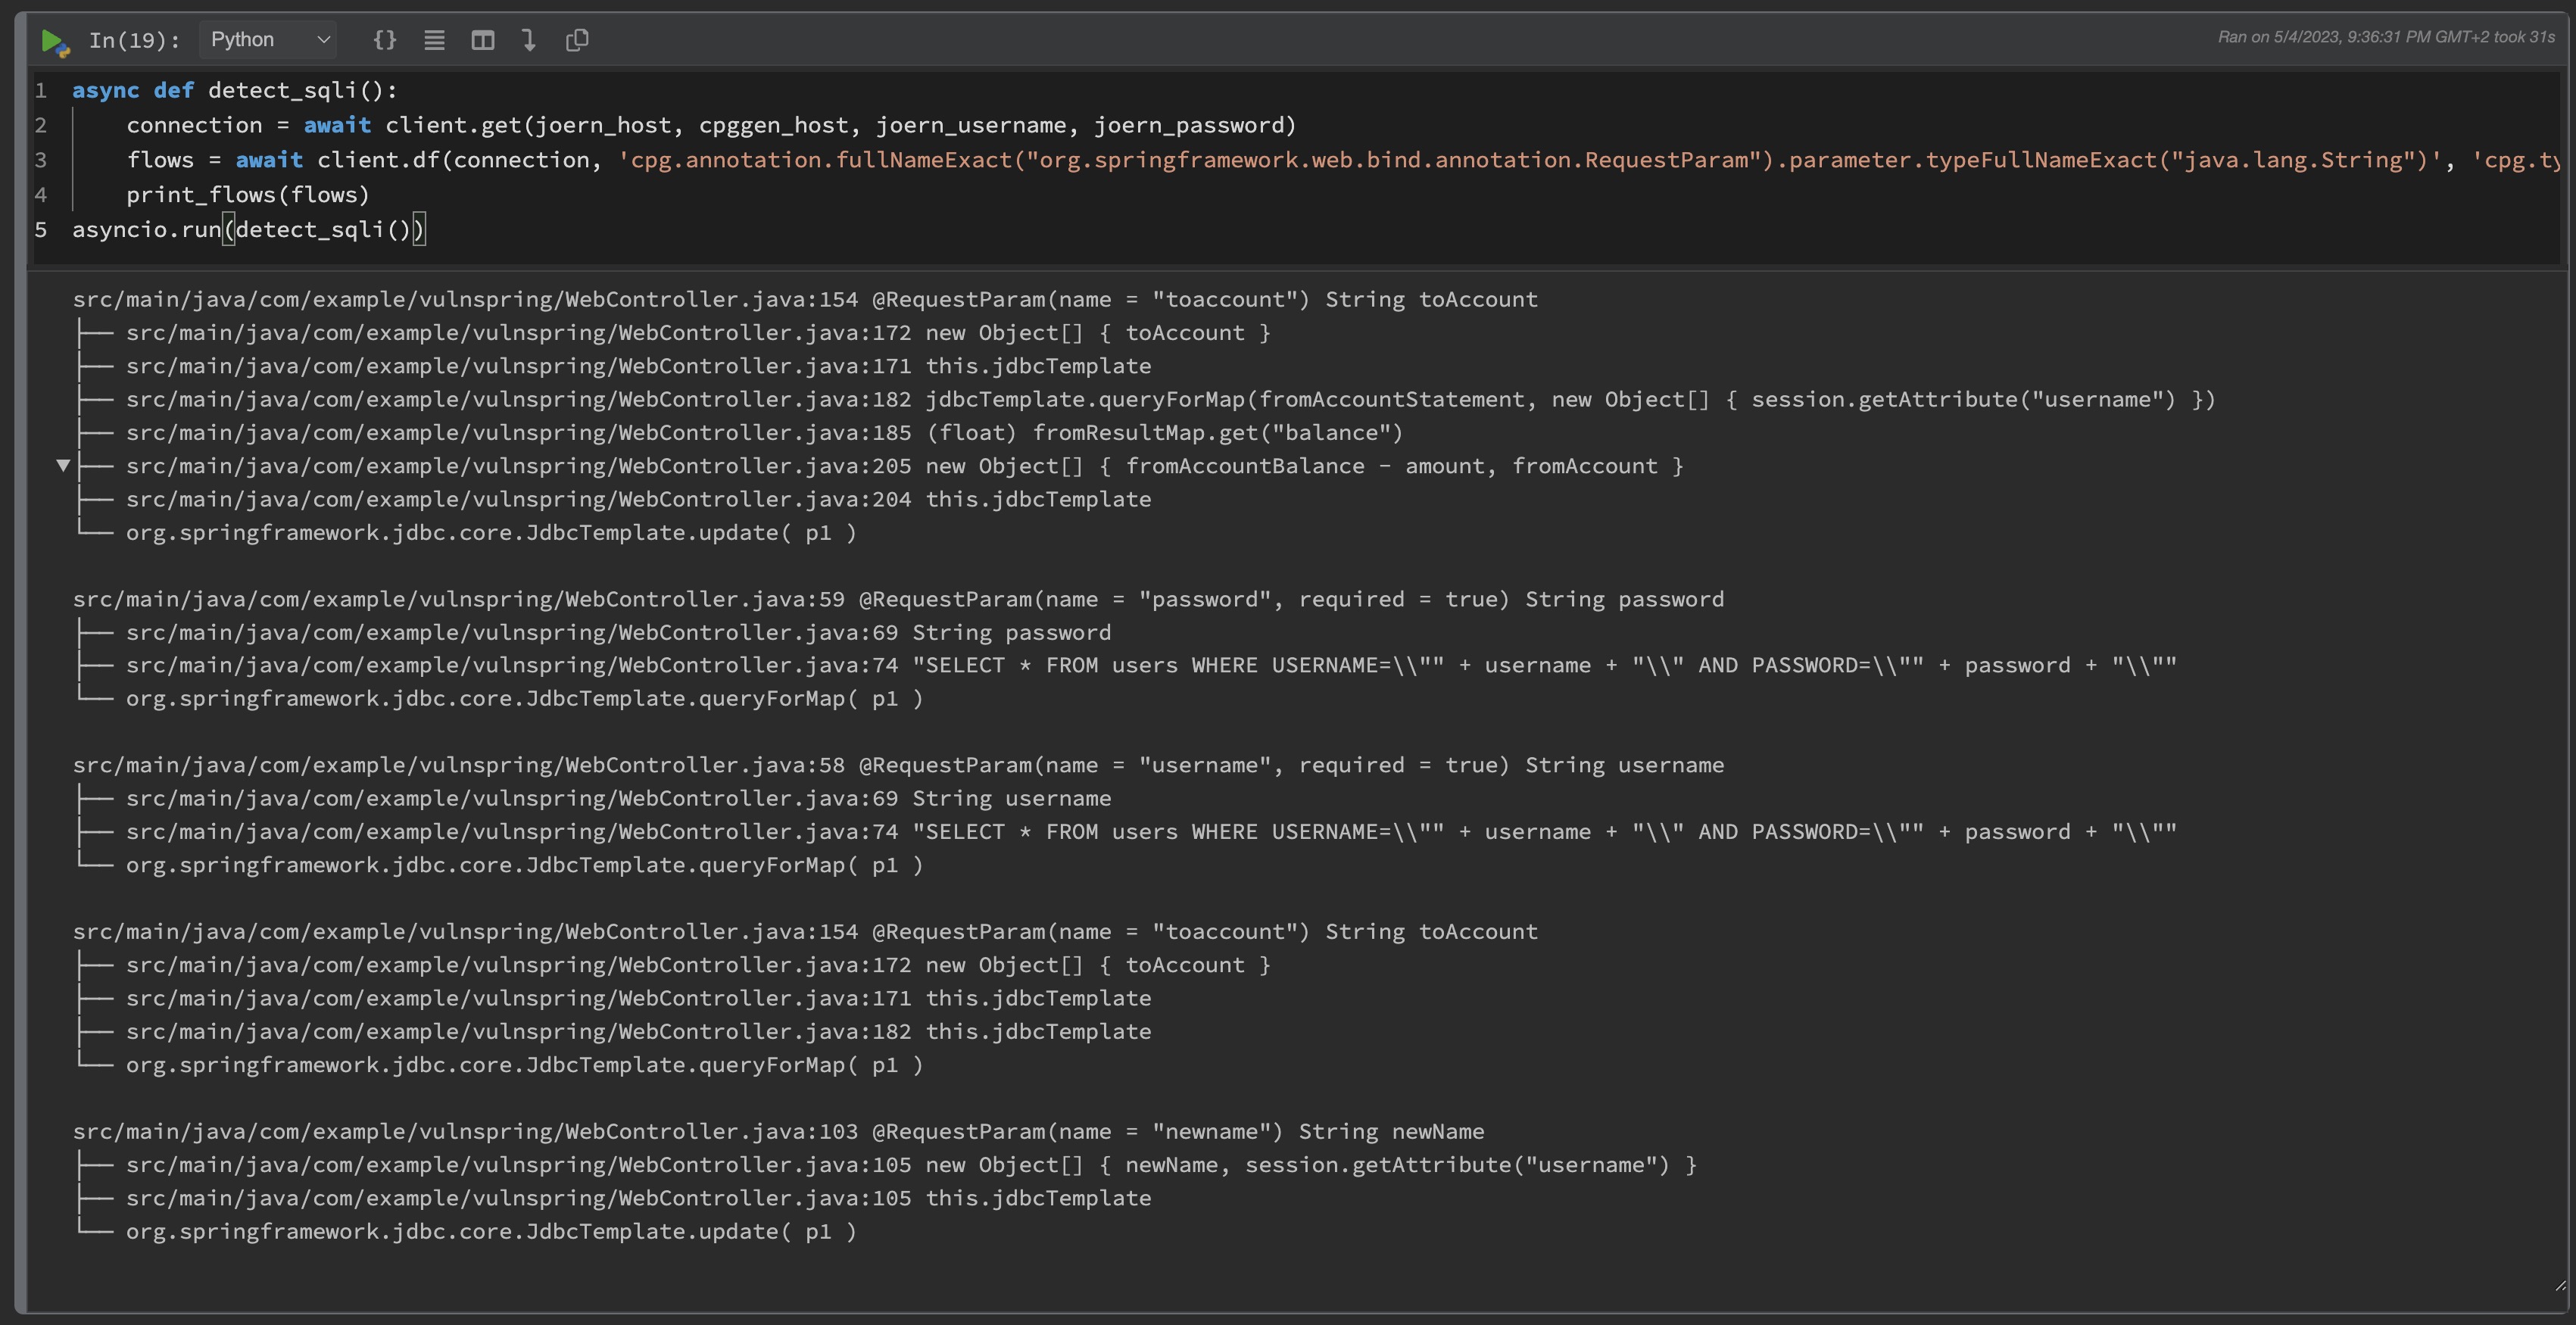 In(19): Python {} Ran on 5/4/2023, 9:36:31 PM GMT+2 took 31s
1 async def detect_sqli():
2     connection = await client.get(joern_host, cpggen_host, joern_username, joern_password)
3     flows = await client.df(connection, 'cpg.annotation.fullNameExact("org.springframework.web.bind.annotation.RequestParam").parameter.typeFullNameExact("java.lang.String")', 'cpg.ty
4     print_flows(flows)
5 asyncio.run(detect_sqli())
src/main/java/com/example/vulnspring/WebController.java:154 @RequestParam(name = "toaccount") String toAccount
├── src/main/java/com/example/vulnspring/WebController.java:172 new Object[] { toAccount }
├── src/main/java/com/example/vulnspring/WebController.java:171 this.jdbcTemplate
├── src/main/java/com/example/vulnspring/WebController.java:182 jdbcTemplate.queryForMap(fromAccountStatement, new Object[] { session.getAttribute("username") })
├── src/main/java/com/example/vulnspring/WebController.java:185 (float) fromResultMap.get("balance")
▼├── src/main/java/com/example/vulnspring/WebController.java:205 new Object[] { fromAccountBalance - amount, fromAccount }
├── src/main/java/com/example/vulnspring/WebController.java:204 this.jdbcTemplate
└── org.springframework.jdbc.core.JdbcTemplate.update( p1 )
src/main/java/com/example/vulnspring/WebController.java:59 @RequestParam(name = "password", required = true) String password
├── src/main/java/com/example/vulnspring/WebController.java:69 String password
├── src/main/java/com/example/vulnspring/WebController.java:74 "SELECT * FROM users WHERE USERNAME=\\"" + username + "\\" AND PASSWORD=\\"" + password + "\\""
└── org.springframework.jdbc.core.JdbcTemplate.queryForMap( p1 )
src/main/java/com/example/vulnspring/WebController.java:58 @RequestParam(name = "username", required = true) String username
├── src/main/java/com/example/vulnspring/WebController.java:69 String username
├── src/main/java/com/example/vulnspring/WebController.java:74 "SELECT * FROM users WHERE USERNAME=\\"" + username + "\\" AND PASSWORD=\\"" + password + "\\""
└── org.springframework.jdbc.core.JdbcTemplate.queryForMap( p1 )
src/main/java/com/example/vulnspring/WebController.java:154 @RequestParam(name = "toaccount") String toAccount
├── src/main/java/com/example/vulnspring/WebController.java:172 new Object[] { toAccount }
├── src/main/java/com/example/vulnspring/WebController.java:171 this.jdbcTemplate
├── src/main/java/com/example/vulnspring/WebController.java:182 this.jdbcTemplate
└── org.springframework.jdbc.core.JdbcTemplate.queryForMap( p1 )
src/main/java/com/example/vulnspring/WebController.java:103 @RequestParam(name = "newname") String newName
├── src/main/java/com/example/vulnspring/WebController.java:105 new Object[] { newName, session.getAttribute("username") }
├── src/main/java/com/example/vulnspring/WebController.java:105 this.jdbcTemplate
└── org.springframework.jdbc.core.JdbcTemplate.update( p1 )